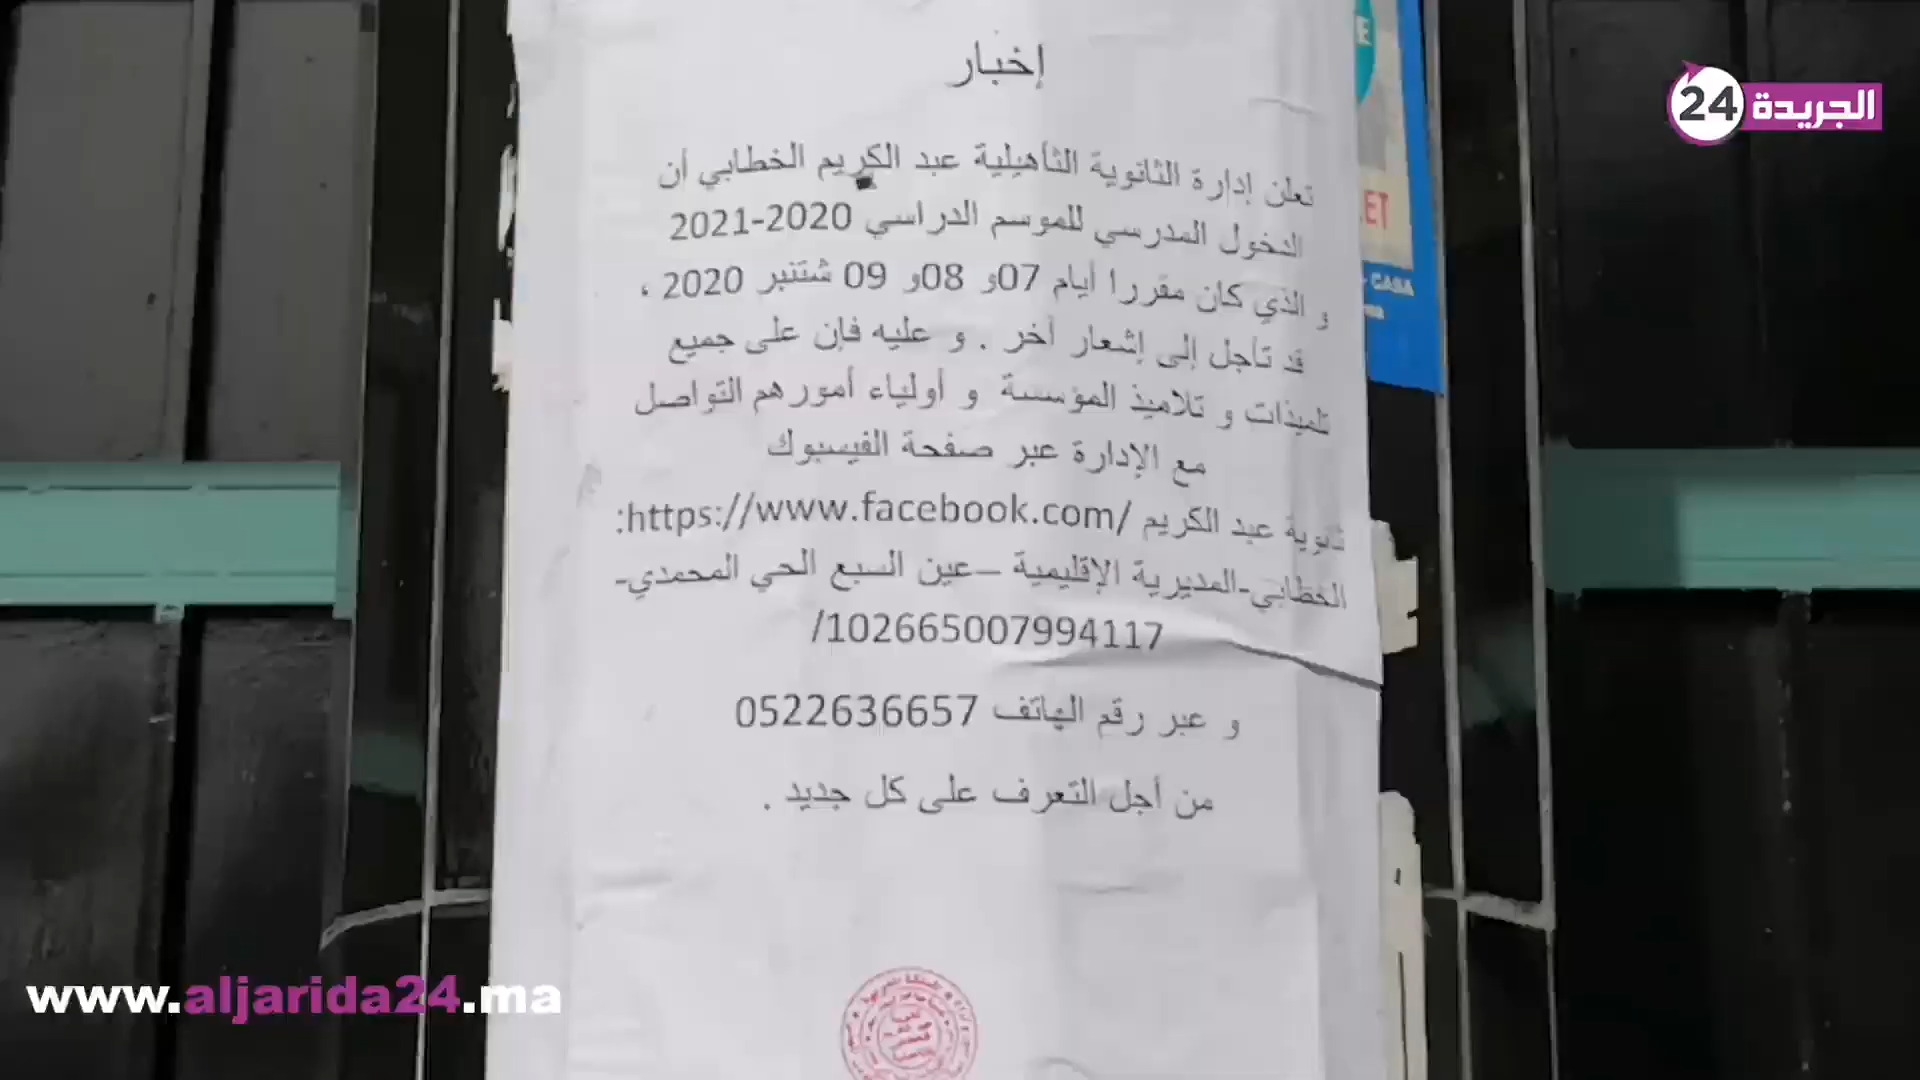 إخبار
تعلن إدارة الثانوية التأهيلية عبد الكريم الخطابي أن
الدخول المدرسي للموسم الدراسي 2020-2021
و الذي كان مقررا أيام 07و 08و 09 شتنبر 2020 ،
قد تأجل إلى إشعار أخر . و عليه فإن على جميع
تلميذات و تلاميذ المؤسسة و أولياء أمورهم التواصل
مع الإدارة عبر صفحة الفيسبوك
ثانوية عبد الكريم /https://www.facebook.com:
الخطابي-المديرية الإقليمية –عين السبع الحي المحمدي-
/102665007994117
و عبر رقم الهاتف 0522636657
من أجل التعرف على كل جديد .
الجريدة 24
E
ET
- CASA
www.aljarida24.ma